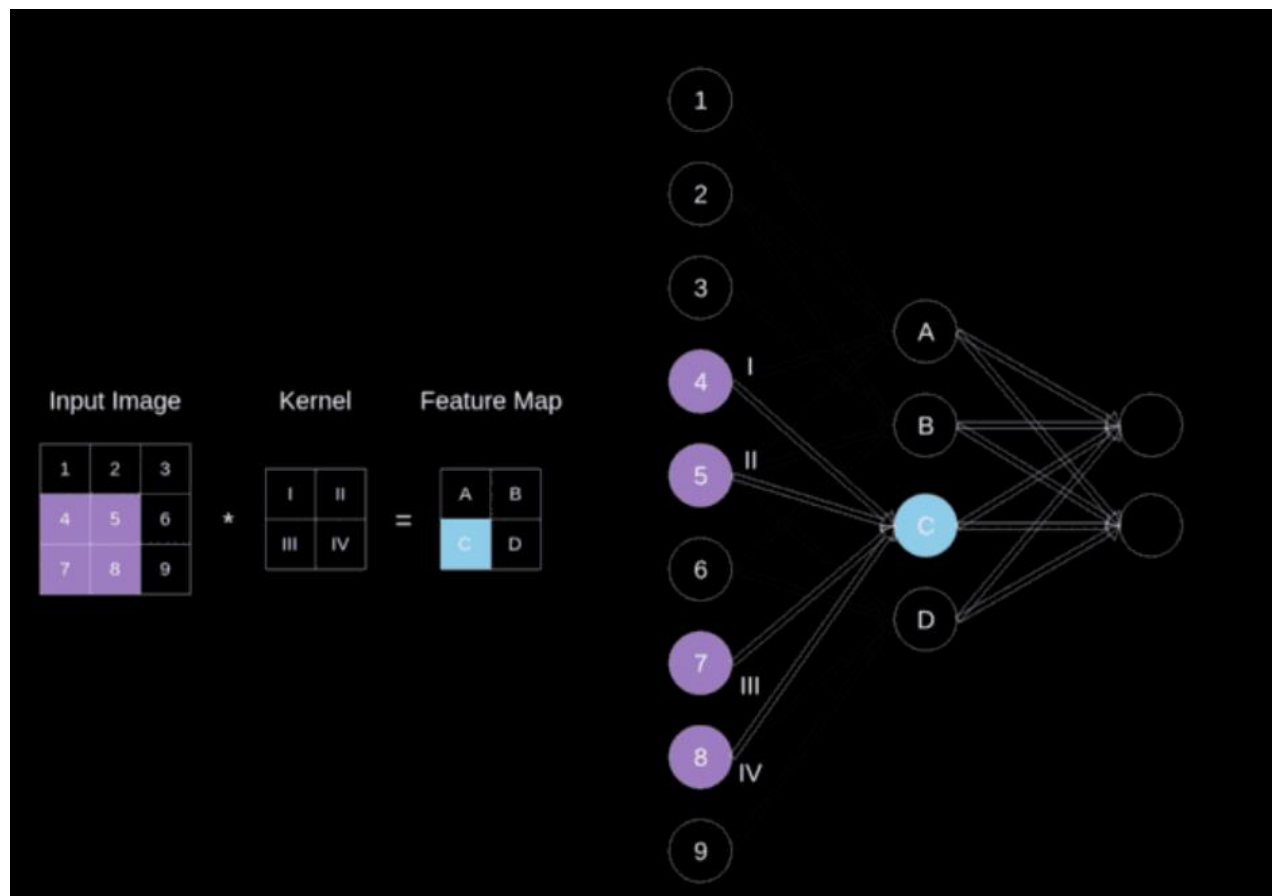 Input Image
Kernel
Feature Map
1 2 3
4 5 6
7 8 9
*
I II
III IV
=
A B
C D
1
2
3
4
I
5
II
6
7
III
8
IV
9
A
B
C
D